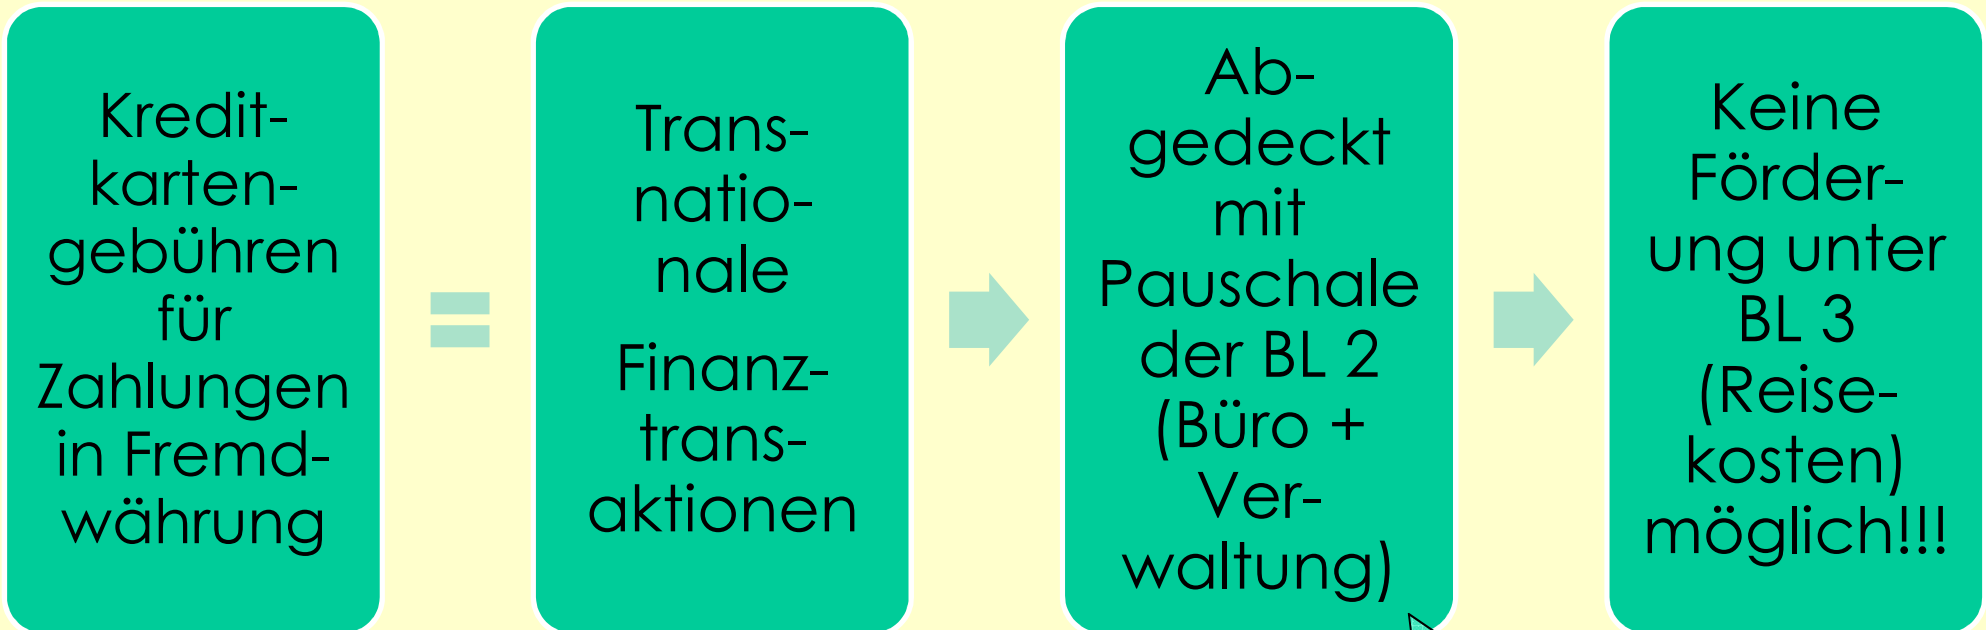 Kredit-
karten-
gebühren
für
Zahlungen
in Fremd-
währung
=
Trans-
natio-
nale
Finanz-
trans-
aktionen
Ab-
gedeckt
mit
Pauschale
der BL 2
(Büro +
Ver-
waltung)
Keine
Förder-
ung unter
BL 3
(Reise-
kosten)
möglich!!!